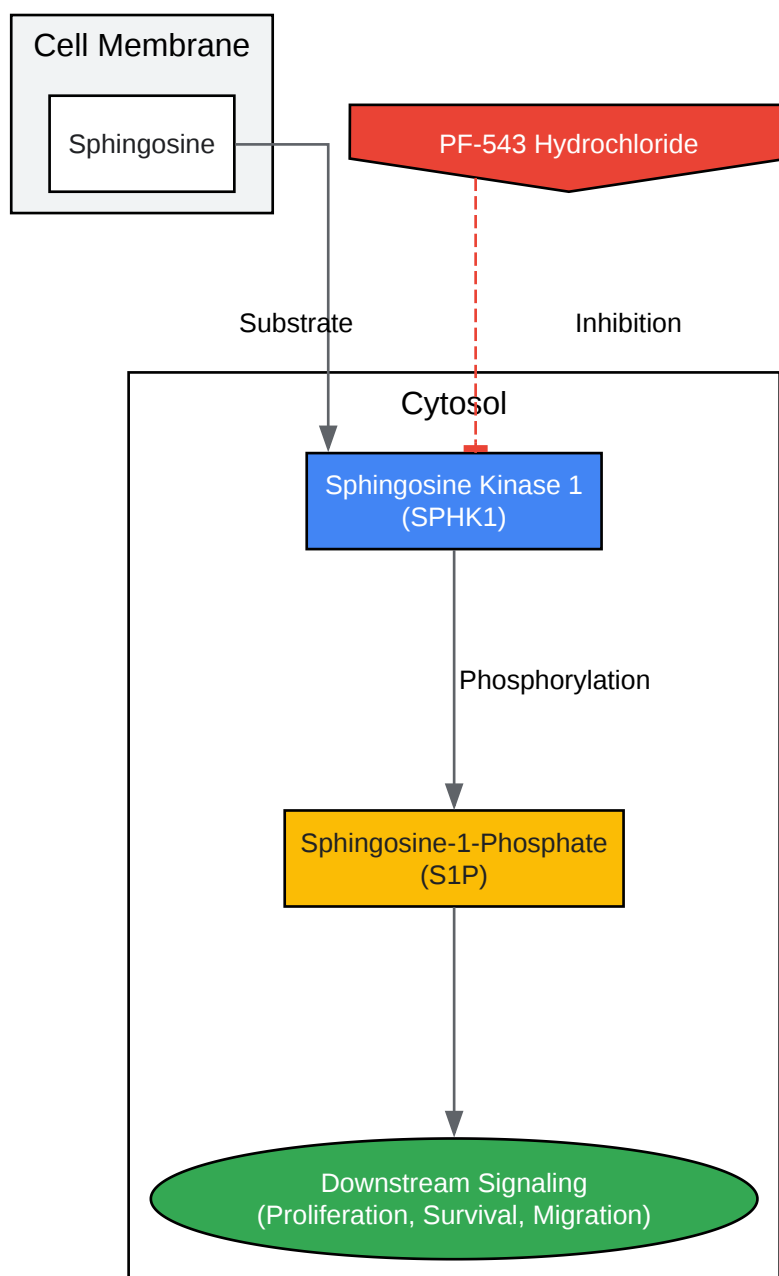 Cell Membrane
Sphingosine
PF-543 Hydrochloride
Substrate
Inhibition
Cytosol
Sphingosine Kinase 1
(SPHK1)
Phosphorylation
Sphingosine-1-Phosphate
(S1P)
Downstream Signaling
(Proliferation, Survival, Migration)